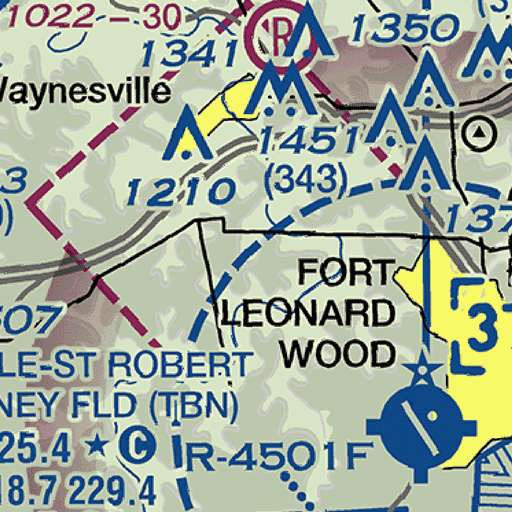 1022 – 30
R
1350
1341
Waynesville
1451
(343)
1210
137
FORT
LEONARD
WOOD
507
37
LE-ST ROBERT
NEY FLD (TBN)
25.4 ★ C
R-4501F
18.7 229.4